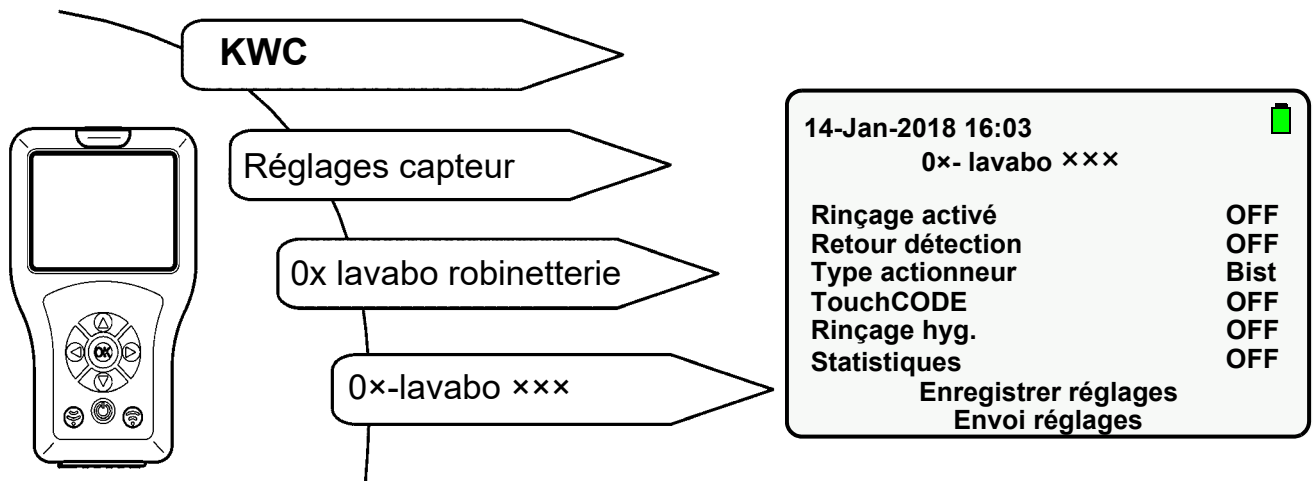 KWC
Réglages capteur
0x lavabo robinetterie
0×-lavabo ×××
OK
14-Jan-2018 16:03
0×- lavabo ×××
Rinçage activé OFF
Retour détection OFF
Type actionneur Bist
TouchCODE OFF
Rinçage hyg. OFF
Statistiques OFF
Enregistrer réglages
Envoi réglages